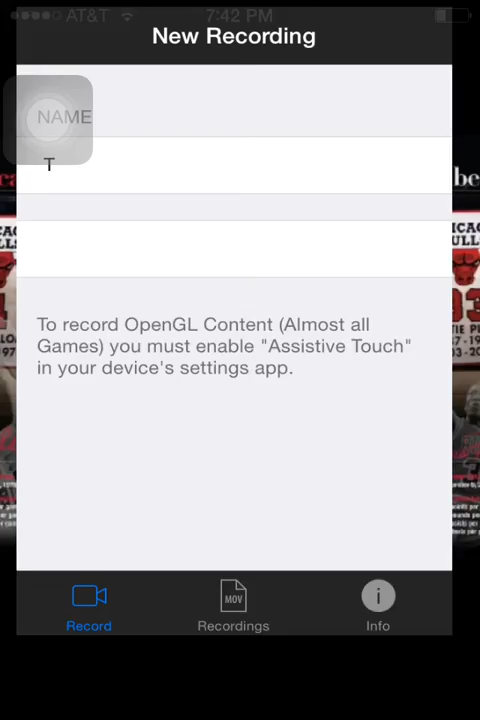 AT&T 7:42 PM
New Recording
NAME
T
To record OpenGL Content (Almost all
Games) you must enable "Assistive Touch"
in your device's settings app.
MOV
Record Recordings Info